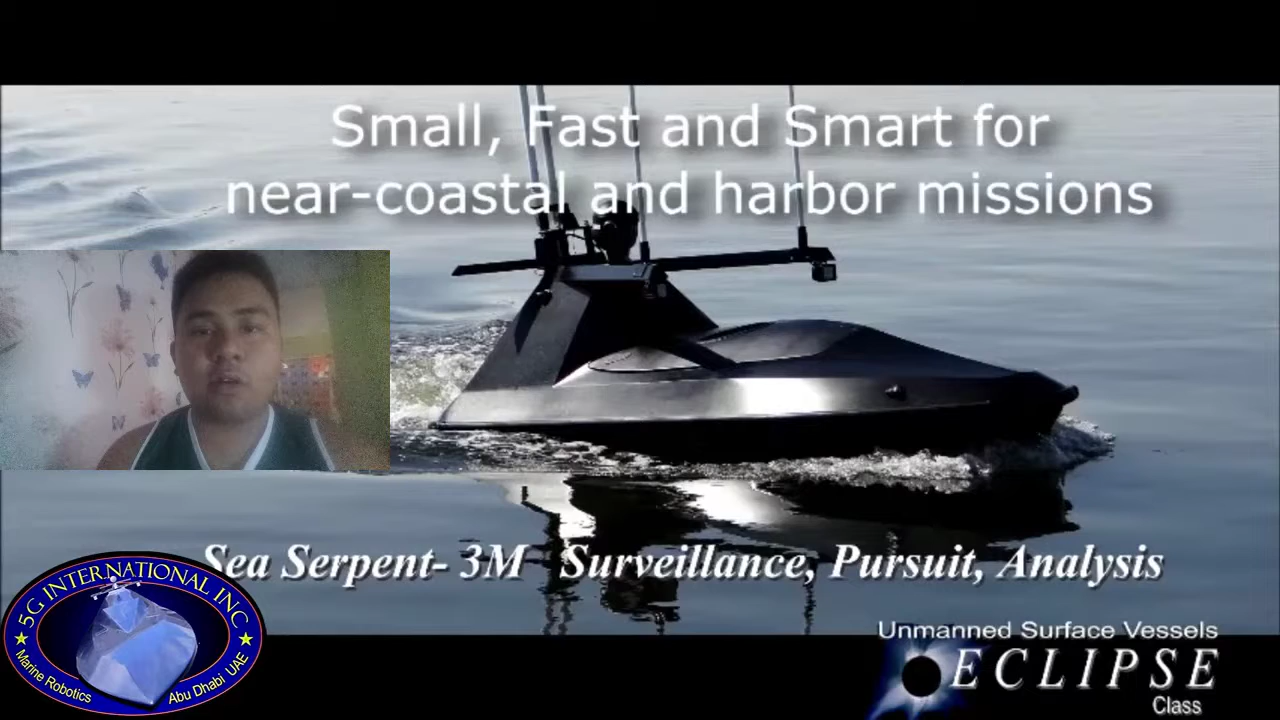 Small, Fast and Smart for
near-coastal and harbor missions
Sea Serpent- 3M Surveillance, Pursuit, Analysis
5G INTERNATIONAL INC
Marine Robotics
Abu Dhabi UAE
Unmanned Surface Vessels
ECLIPSE
Class